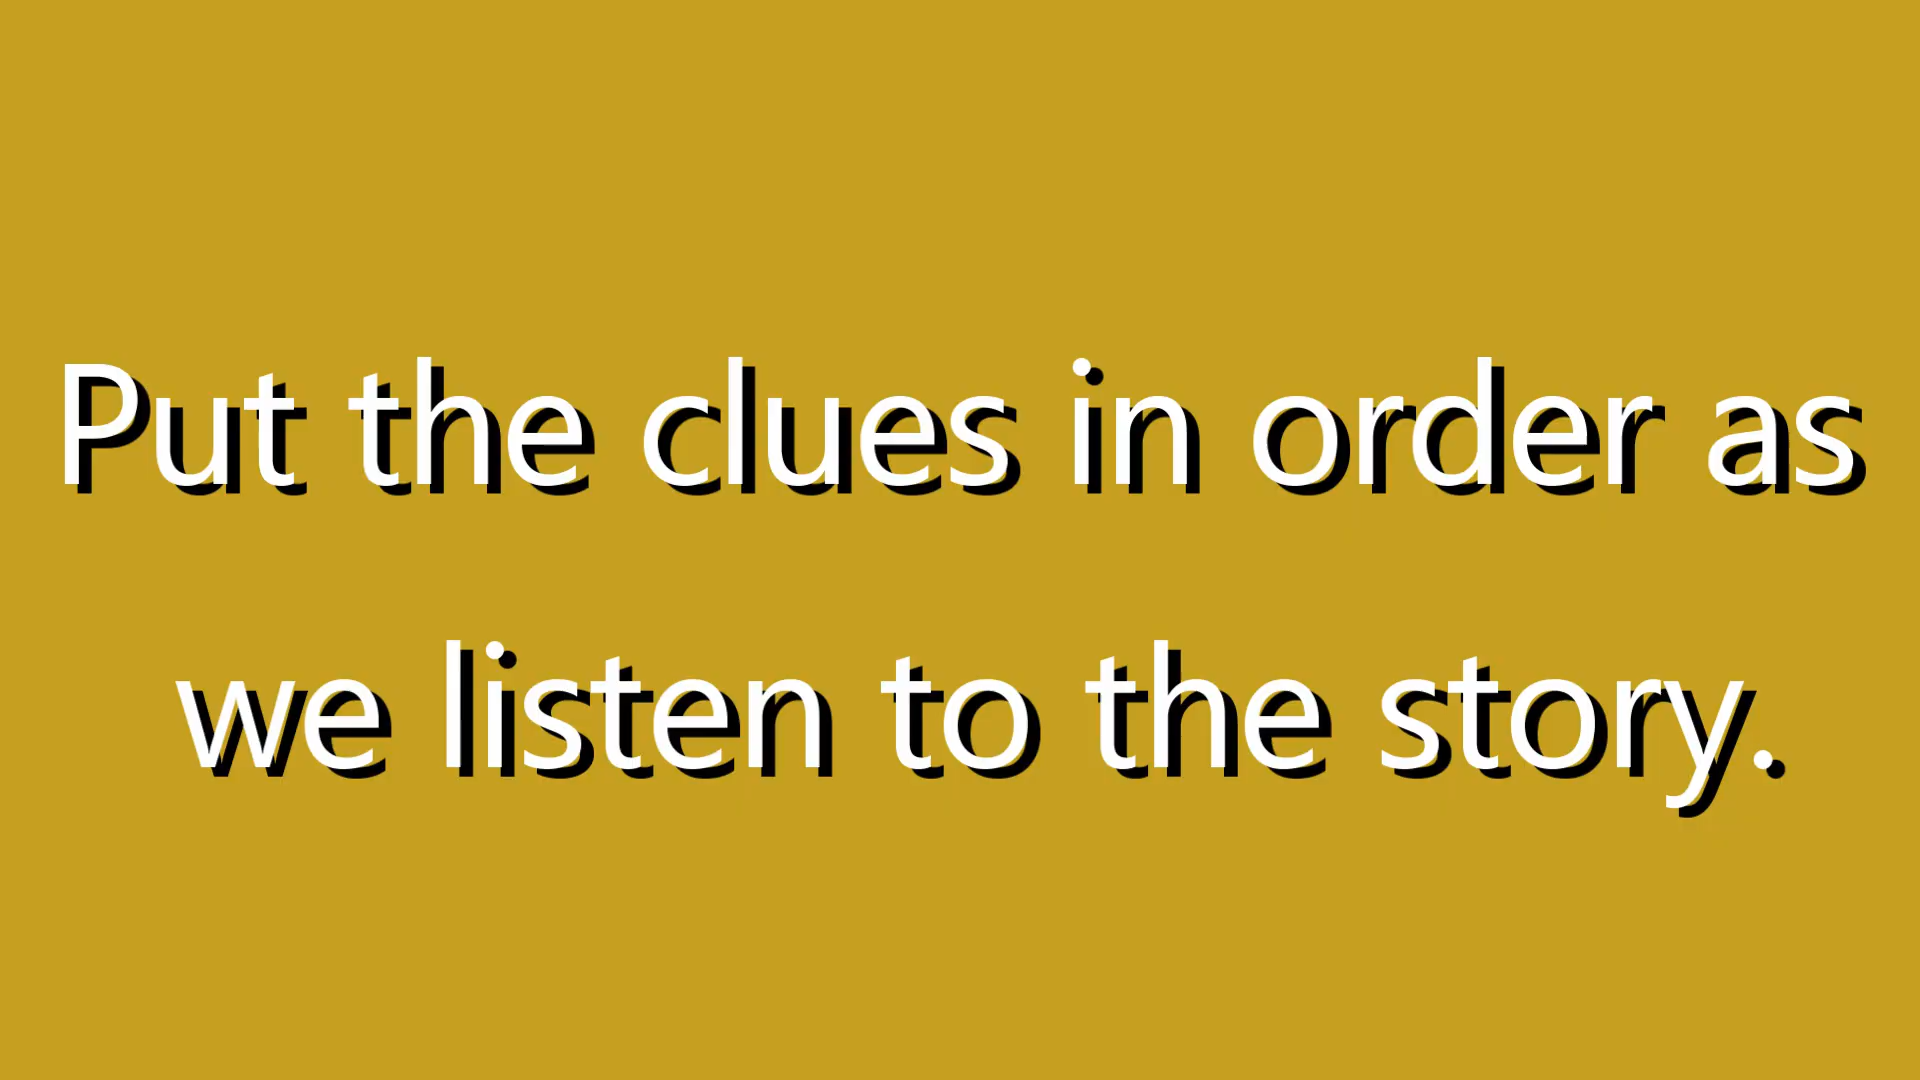 Put the clues in order as
we listen to the story.